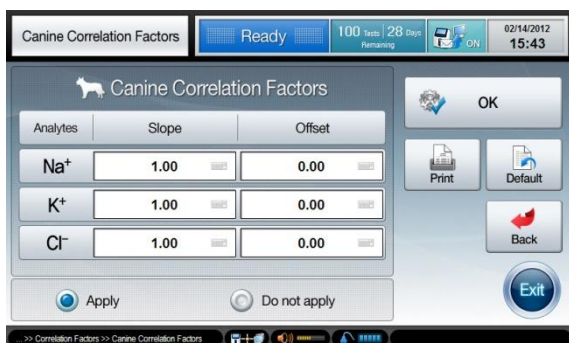 Canine Correlation Factors
Ready
100 Tests 28 Days
Remaining
ON
02/14/2012
15:43
Canine Correlation Factors
Analytes Slope Offset
Na+ 1.00 0.00
K+ 1.00 0.00
Cl− 1.00 0.00
Apply Do not apply
OK
Print Default
Back
Exit
... >> Correlation Factors >> Canine Correlation Factors